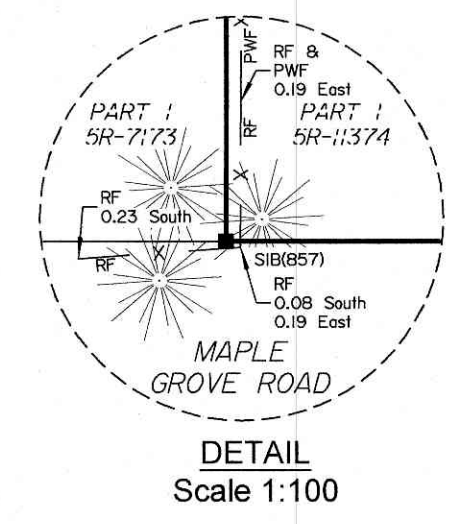 PWF
RF &
PWF
0.19 East
RF
PART 1
5R-7173
PART 1
5R-11374
RF
0.23 South
RF
SIB(857)
RF
0.08 South
0.19 East
MAPLE
GROVE ROAD
DETAIL
Scale 1:100